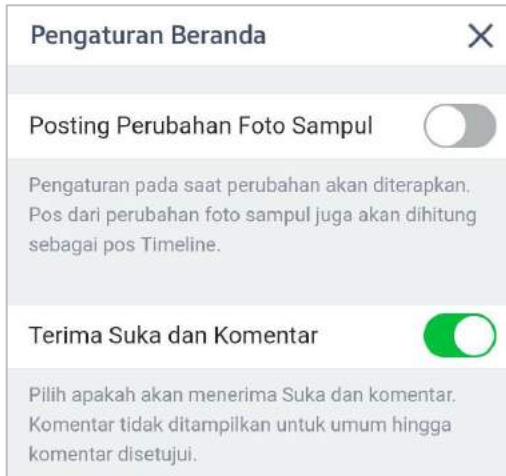 Pengaturan Beranda
Posting Perubahan Foto Sampul
Pengaturan pada saat perubahan akan diterapkan.
Pos dari perubahan foto sampul juga akan dihitung
sebagai pos Timeline.
Terima Suka dan Komentar
Pilih apakah akan menerima Suka dan komentar.
Komentar tidak ditampilkan untuk umum hingga
komentar disetujui.